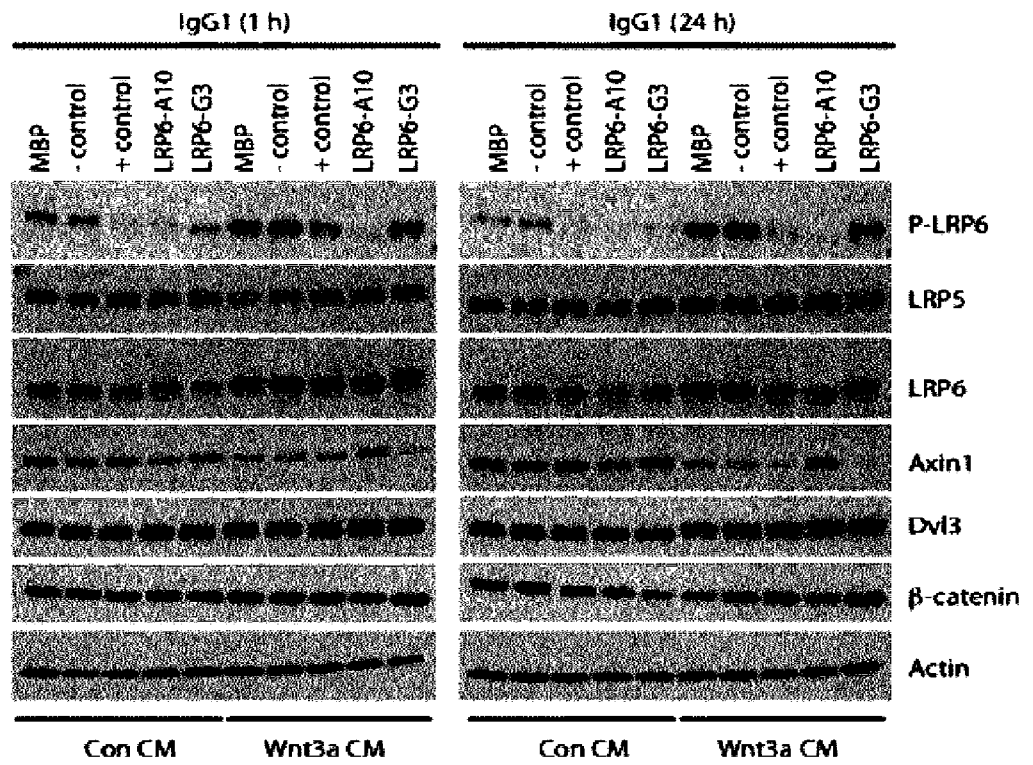 IgG1 (1 h)
IgG1 (24 h)
MBP
- control
+ control
LRP6-A10
LRP6-G3
MBP
- control
+ control
LRP6-A10
LRP6-G3
MBP
- control
+ control
LRP6-A10
LRP6-G3
MBP
- control
+ control
LRP6-A10
LRP6-G3
P-LRP6
LRP5
LRP6
Axin1
Dvl3
β-catenin
Actin
Con CM
Wnt3a CM
Con CM
Wnt3a CM